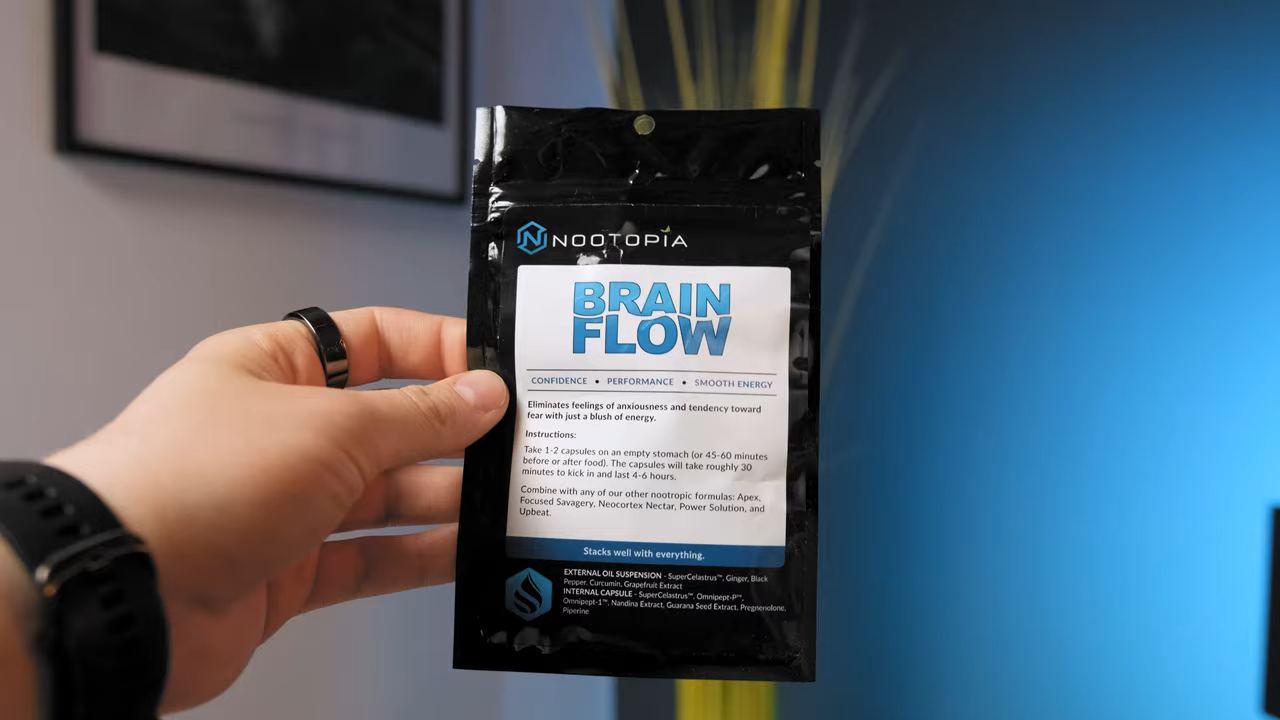 NOOTOPIA
BRAIN
FLOW
CONFIDENCE • PERFORMANCE • SMOOTH ENERGY
Eliminates feelings of anxiousness and tendency toward
fear with just a blush of energy.
Instructions:
Take 1-2 capsules on an empty stomach (or 45-60 minutes
before or after food). The capsules will take roughly 30
minutes to kick in and last 4-6 hours.
Combine with any of our other nootropic formulas: Apex,
Focused Savagery, Neocortex Nectar, Power Solution, and
Upbeat.
Stacks well with everything.
EXTERNAL OIL SUSPENSION - SuperCelastrus™, Ginger, Black
Pepper, Curcumin, Grapefruit Extract
INTERNAL CAPSULE - SuperCelastrus™, Omnipept-P™,
Omnipept-1™, Nandina Extract, Guarana Seed Extract, Pregnenolone,
Piperine